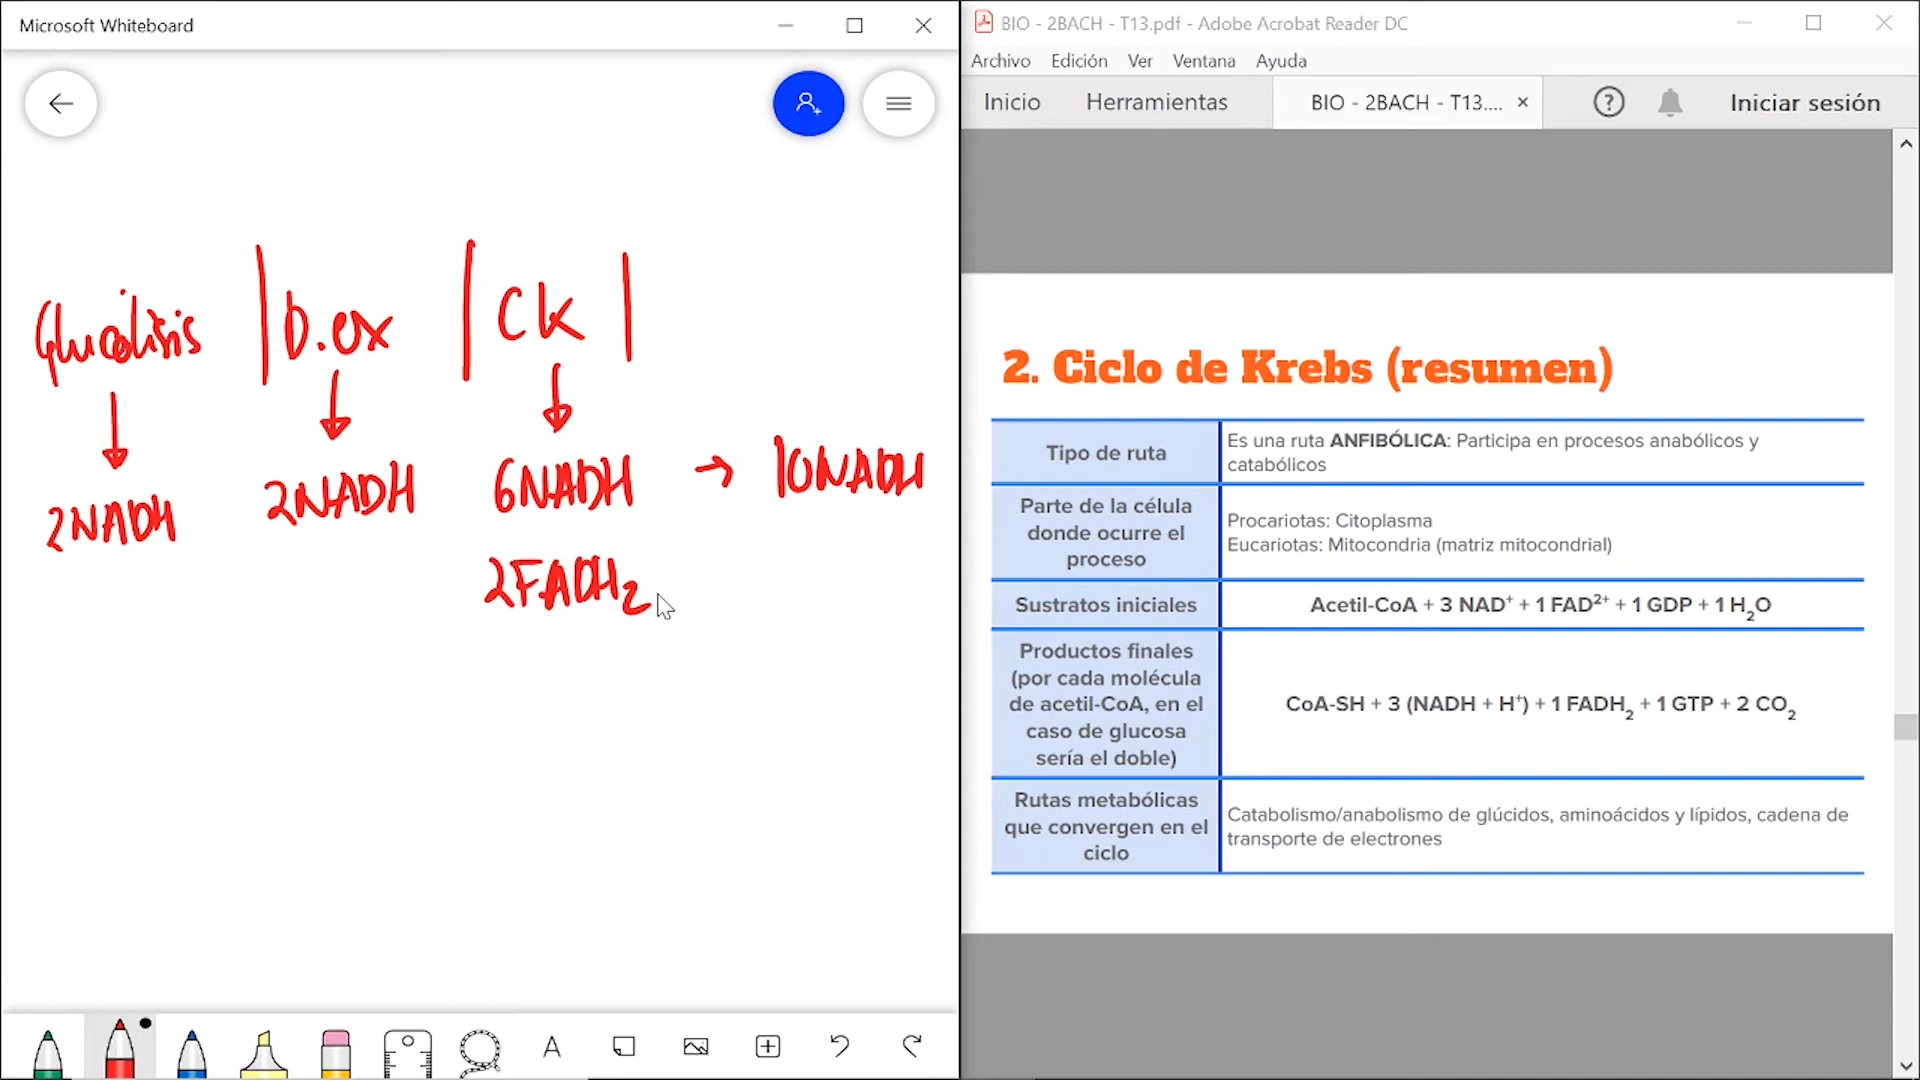 Microsoft Whiteboard
Glucólisis | D.ox | CK |
2NADH 2NADH 6NADH → 10NADH
2FADH₂
A
BIO - 2BACH - T13.pdf - Adobe Acrobat Reader DC
Archivo Edición Ver Ventana Ayuda
Inicio Herramientas BIO - 2BACH - T13.... × ? Iniciar sesión
2. Ciclo de Krebs (resumen)
Tipo de ruta
Es una ruta ANFIBÓLICA: Participa en procesos anabólicos y
catabólicos
Parte de la célula
donde ocurre el
proceso
Procariotas: Citoplasma
Eucariotas: Mitocondria (matriz mitocondrial)
Sustratos iniciales
Acetil-CoA + 3 NAD⁺ + 1 FAD²⁺ + 1 GDP + 1 H₂O
Productos finales
(por cada molécula
de acetil-CoA, en el
caso de glucosa
sería el doble)
CoA-SH + 3 (NADH + H⁺) + 1 FADH₂ + 1 GTP + 2 CO₂
Rutas metabólicas
que convergen en el
ciclo
Catabolismo/anabolismo de glúcidos, aminoácidos y lípidos, cadena de
transporte de electrones